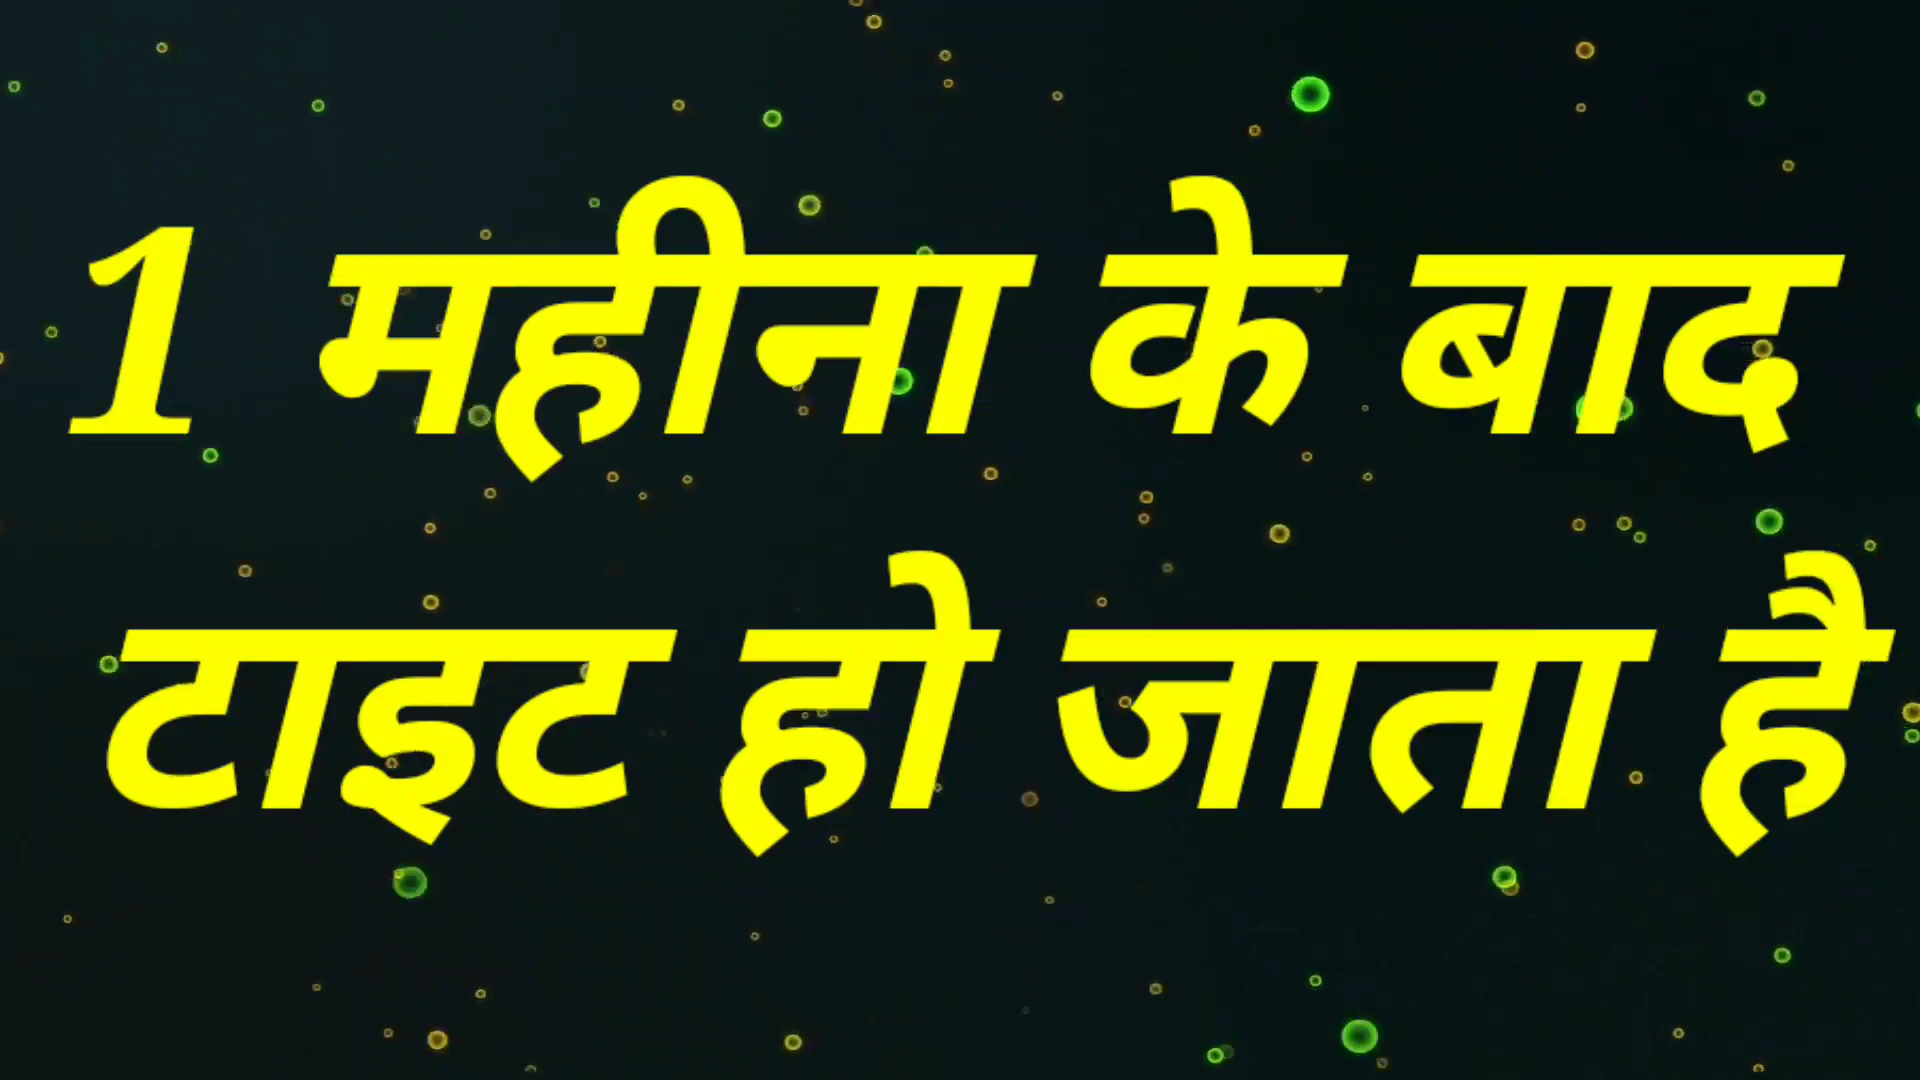 1 महीना के बाद
टाइट हो जाता है